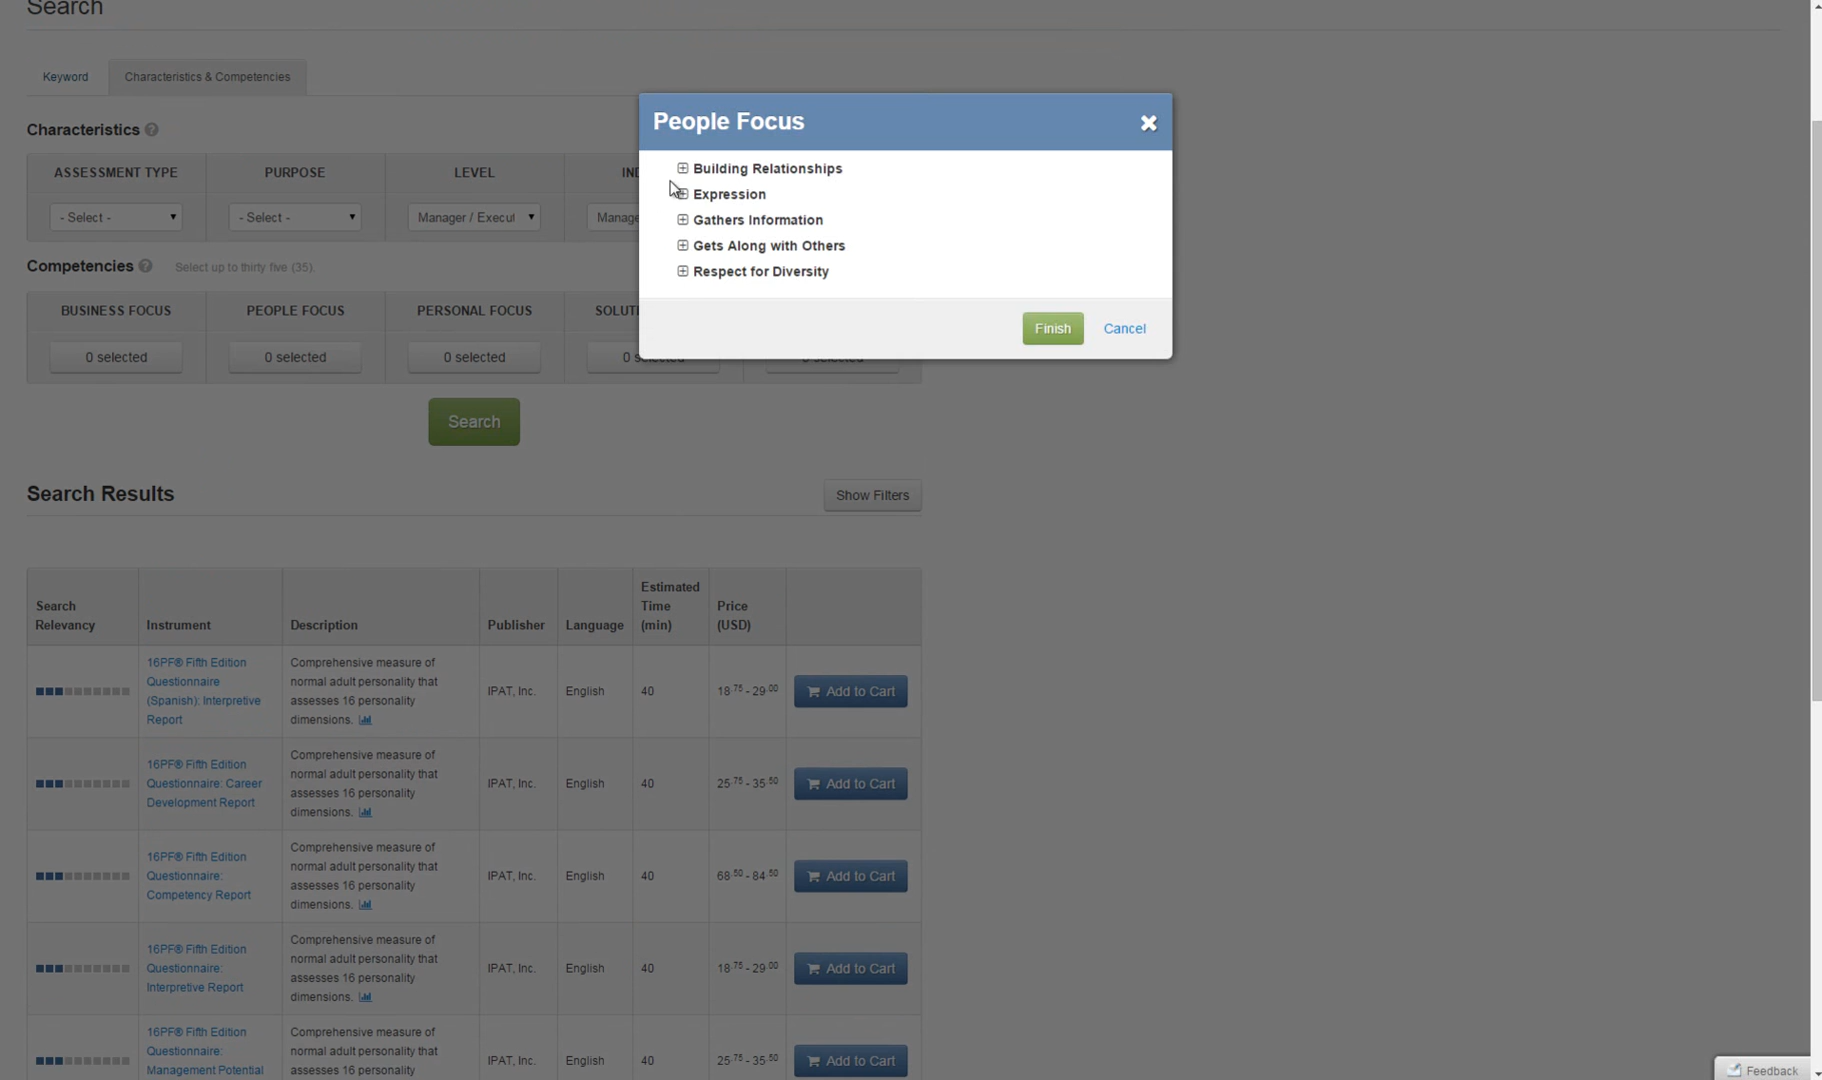 Search
Keyword
Characteristics & Competencies
Characteristics
ASSESSMENT TYPE
PURPOSE
LEVEL
- Select -
- Select -
Manager / Execut
Competencies
Select up to thirty five (35).
BUSINESS FOCUS
PEOPLE FOCUS
PERSONAL FOCUS
0 selected
0 selected
0 selected
Search
People Focus
Building Relationships
Expression
Gathers Information
Gets Along with Others
Respect for Diversity
Finish
Cancel
Search Results
Show Filters
Search
Relevancy
Instrument
Description
Publisher
Language
Estimated
Time
(min)
Price
(USD)
16PF® Fifth Edition
Questionnaire
(Spanish): Interpretive
Report
Comprehensive measure of
normal adult personality that
assesses 16 personality
dimensions.
IPAT, Inc.
English
40
18.75 - 29.00
Add to Cart
16PF® Fifth Edition
Questionnaire: Career
Development Report
Comprehensive measure of
normal adult personality that
assesses 16 personality
dimensions.
IPAT, Inc.
English
40
25.75 - 35.50
Add to Cart
16PF® Fifth Edition
Questionnaire:
Competency Report
Comprehensive measure of
normal adult personality that
assesses 16 personality
dimensions.
IPAT, Inc.
English
40
68.50 - 84.50
Add to Cart
16PF® Fifth Edition
Questionnaire:
Interpretive Report
Comprehensive measure of
normal adult personality that
assesses 16 personality
dimensions.
IPAT, Inc.
English
40
18.75 - 29.00
Add to Cart
16PF® Fifth Edition
Questionnaire:
Management Potential
Comprehensive measure of
normal adult personality that
assesses 16 personality
IPAT, Inc.
English
40
25.75 - 35.50
Add to Cart
Feedback